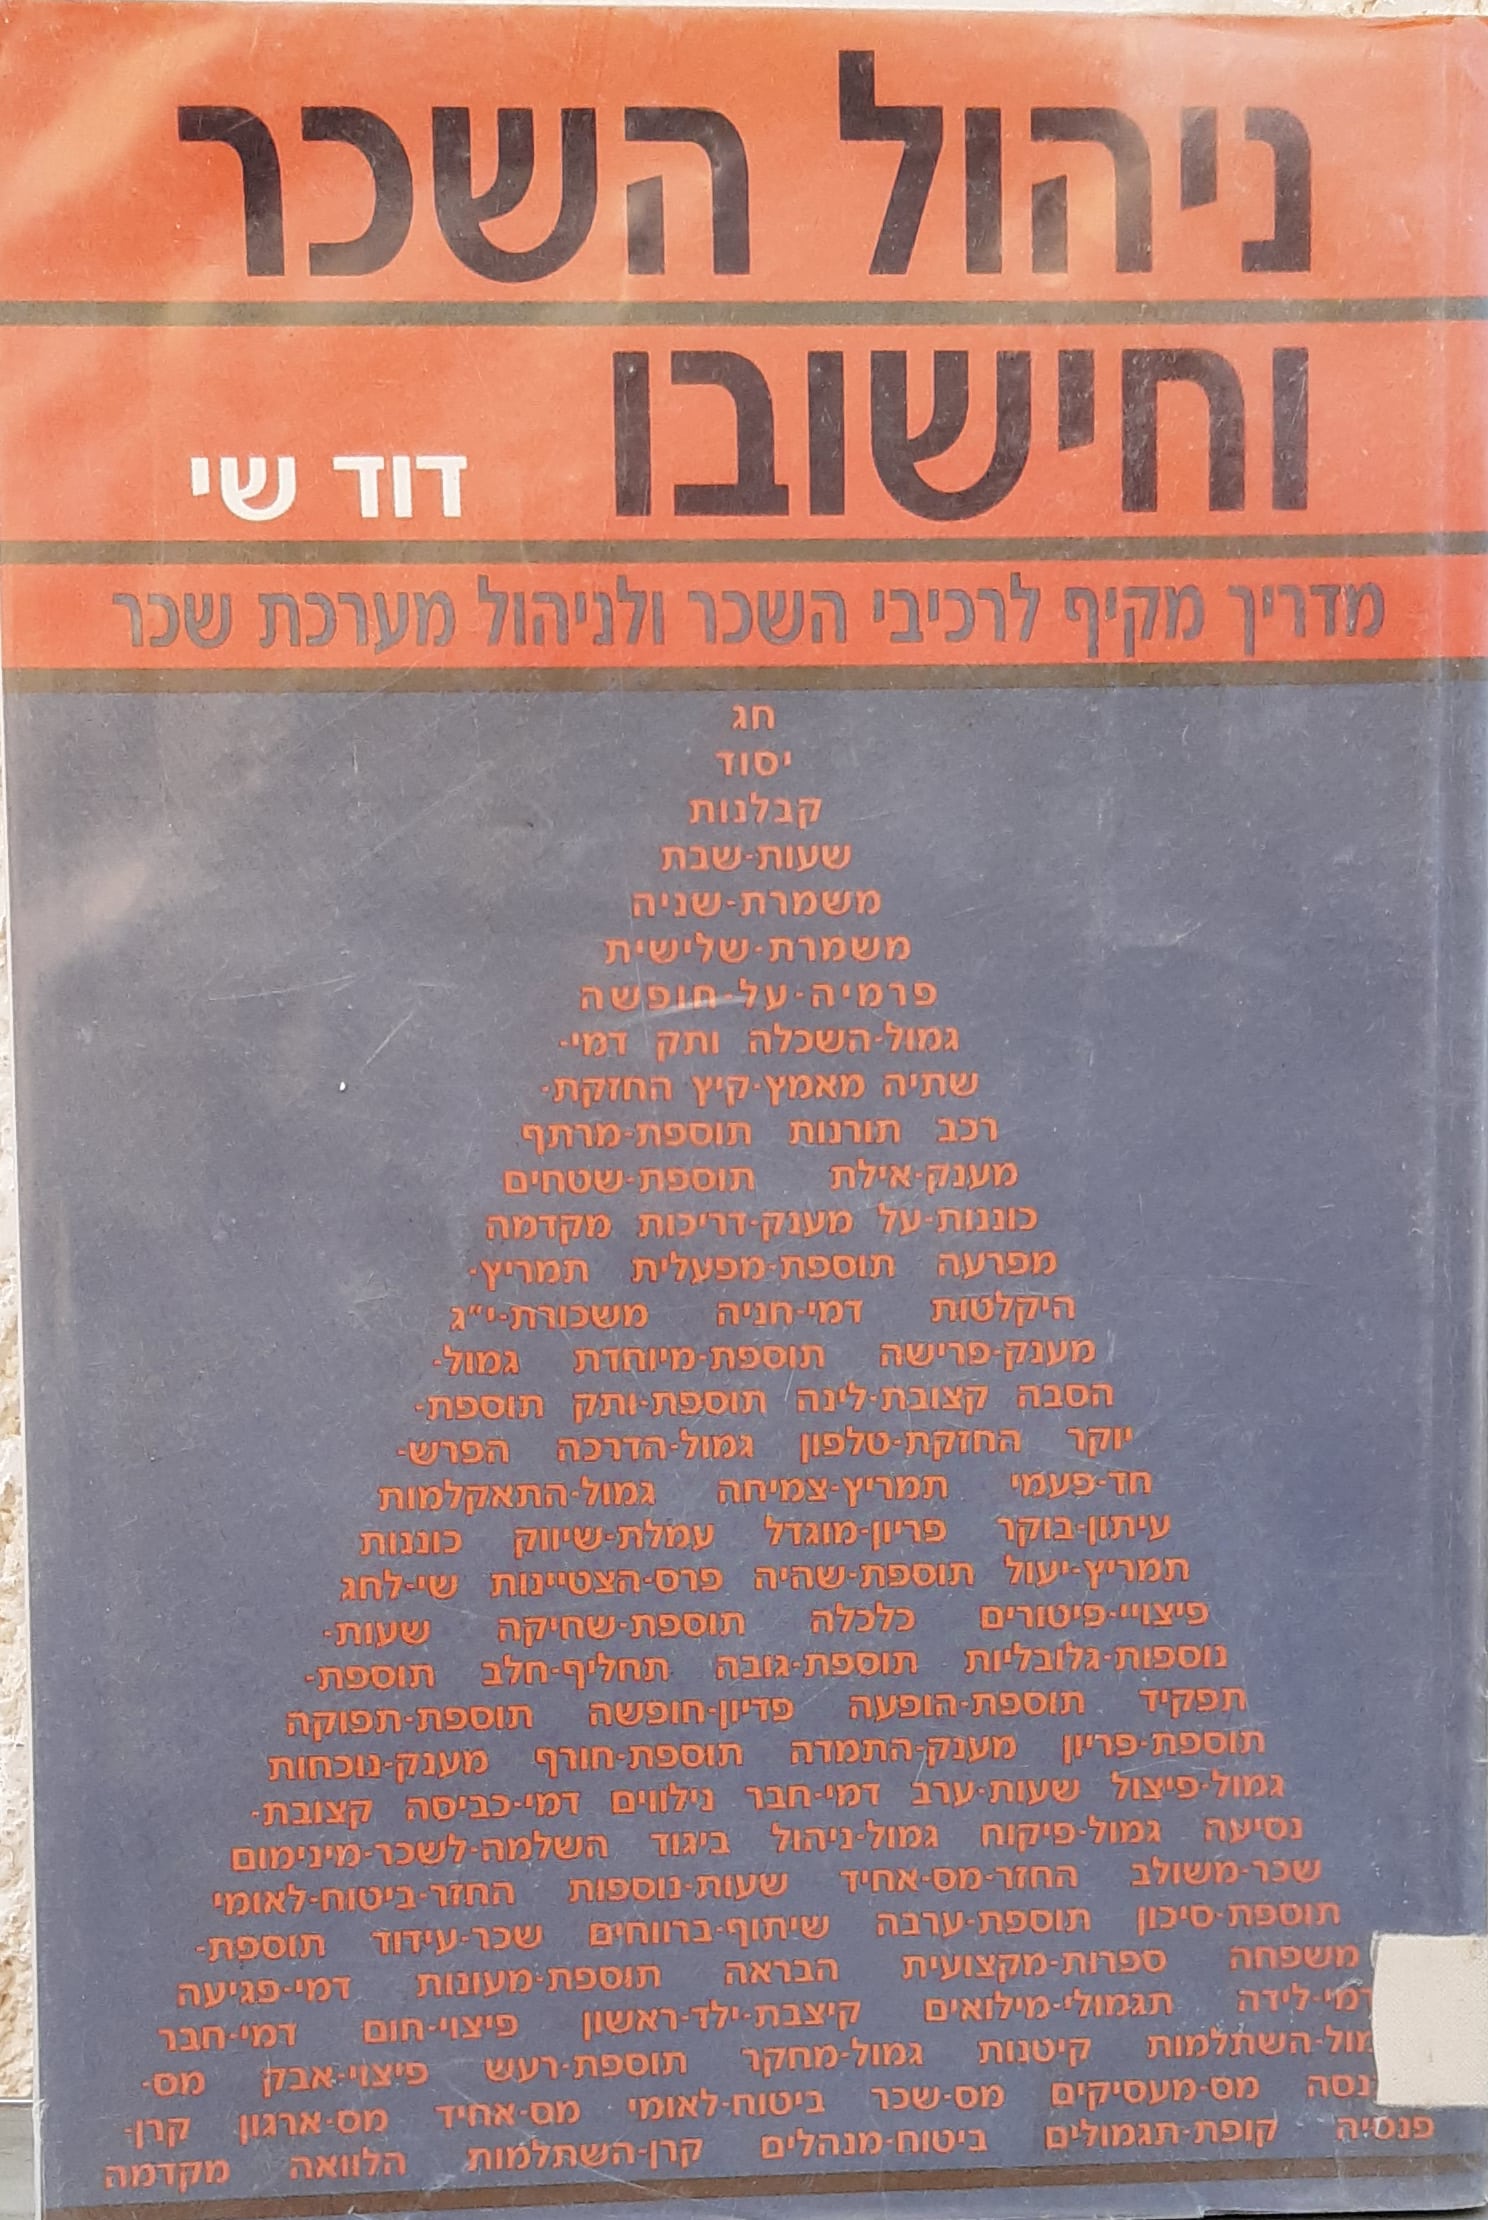 ניהול השכר
וחישובו
דוד שי
מדריך מקיף לרכיבי השכר ולניהול מערכת שכר
חג
יסוד
קבלנות
שעות-שבת
משמרת-שניה
משמרת-שלישית
פרמיה-על-חופשה
גמול-השכלה ותק דמי-
שתיה מאמץ-קיץ החזקת-
רכב תורנות תוספת-מרתף
מענק-אילת תוספת-שטחים
כוננות-על מענק-דריכות מקדמה
מפרעה תוספת-מפעלית תמריץ-
היקלטות דמי-חניה משכורת-י״ג
מענק-פרישה תוספת-מיוחדת גמול-
הסבה קצובת-לינה תוספת-ותק תוספת-
יוקר החזקת-טלפון גמול-הדרכה הפרש-
חד-פעמי תמריץ-צמיחה גמול-התאקלמות
עיתון-בוקר פריון-מוגדל עמלת-שיווק כוננות
תמריץ-יעול תוספת-שהיה פרס-הצטיינות שי-לחג
פיצויי-פיטורים כלכלה תוספת-שחיקה שעות-
נוספות-גלובליות תוספת-גובה תחליף-חלב תוספת-
תפקיד תוספת-הופעה פדיון-חופשה תוספת-תפוקה
תוספת-פריון מענק-התמדה תוספת-חורף מענק-נוכחות
גמול-פיצול שעות-ערב דמי-חבר נילווים דמי-כביסה קצובת-
נסיעה גמול-פיקוח גמול-ניהול ביגוד השלמה-לשכר-מינימום
שכר-משולב החזר-מס-אחיד שעות-נוספות החזר-ביטוח-לאומי
תוספת-סיכון תוספת-ערבה שיתוף-ברווחים שכר-עידוד תוספת-
משפחה ספרות-מקצועית הבראה תוספת-מעונות דמי-פגיעה
דמי-לידה תגמולי-מילואים קיצבת-ילד-ראשון פיצוי-חום דמי-חבר
מול-השתלמות קיטנות גמול-מחקר תוספת-רעש פיצוי-אבק מס-
נסה מס-מעסיקים מס-שכר ביטוח-לאומי מס-אחיד מס-ארגון קרן-
פנסיה קופת-תגמולים ביטוח-מנהלים קרן-השתלמות הלוואה מקדמה